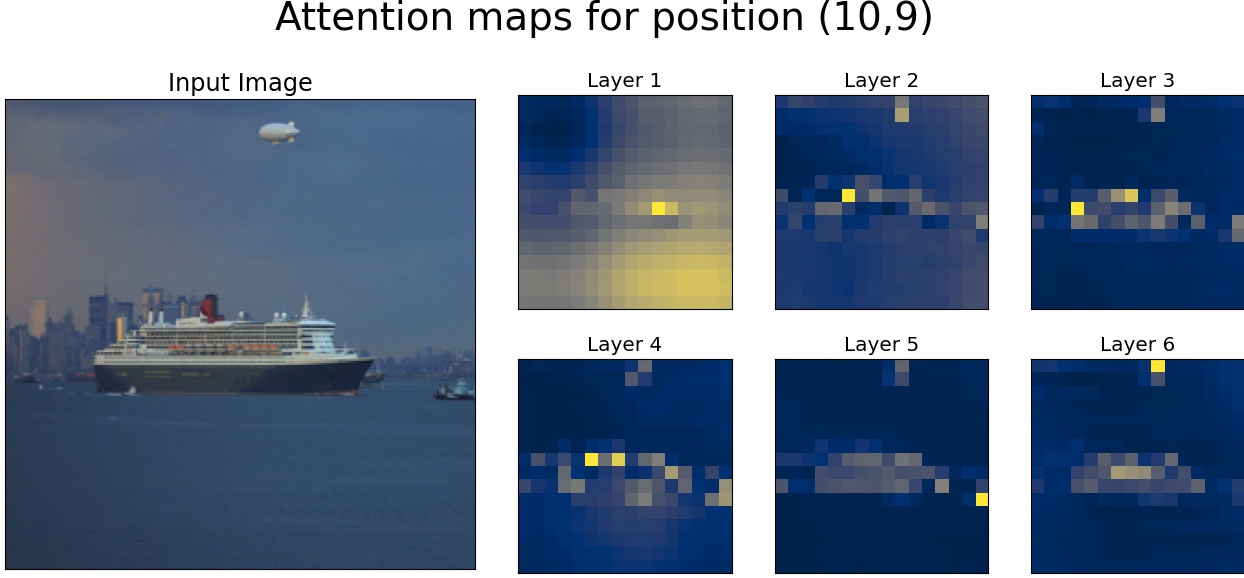 Attention maps for position (10,9)
Input Image
Layer 1
Layer 2
Layer 3
Layer 4
Layer 5
Layer 6